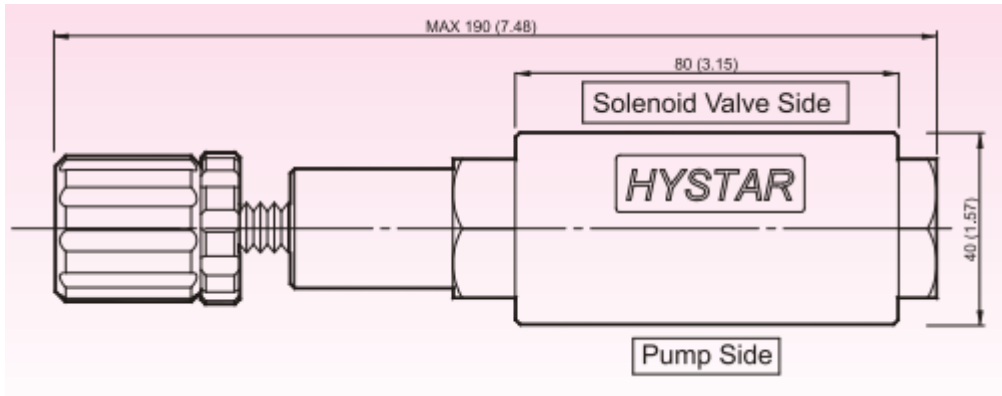 MAX 190 (7.48)
80 (3.15)
Solenoid Valve Side
HYSTAR
40 (1.57)
Pump Side